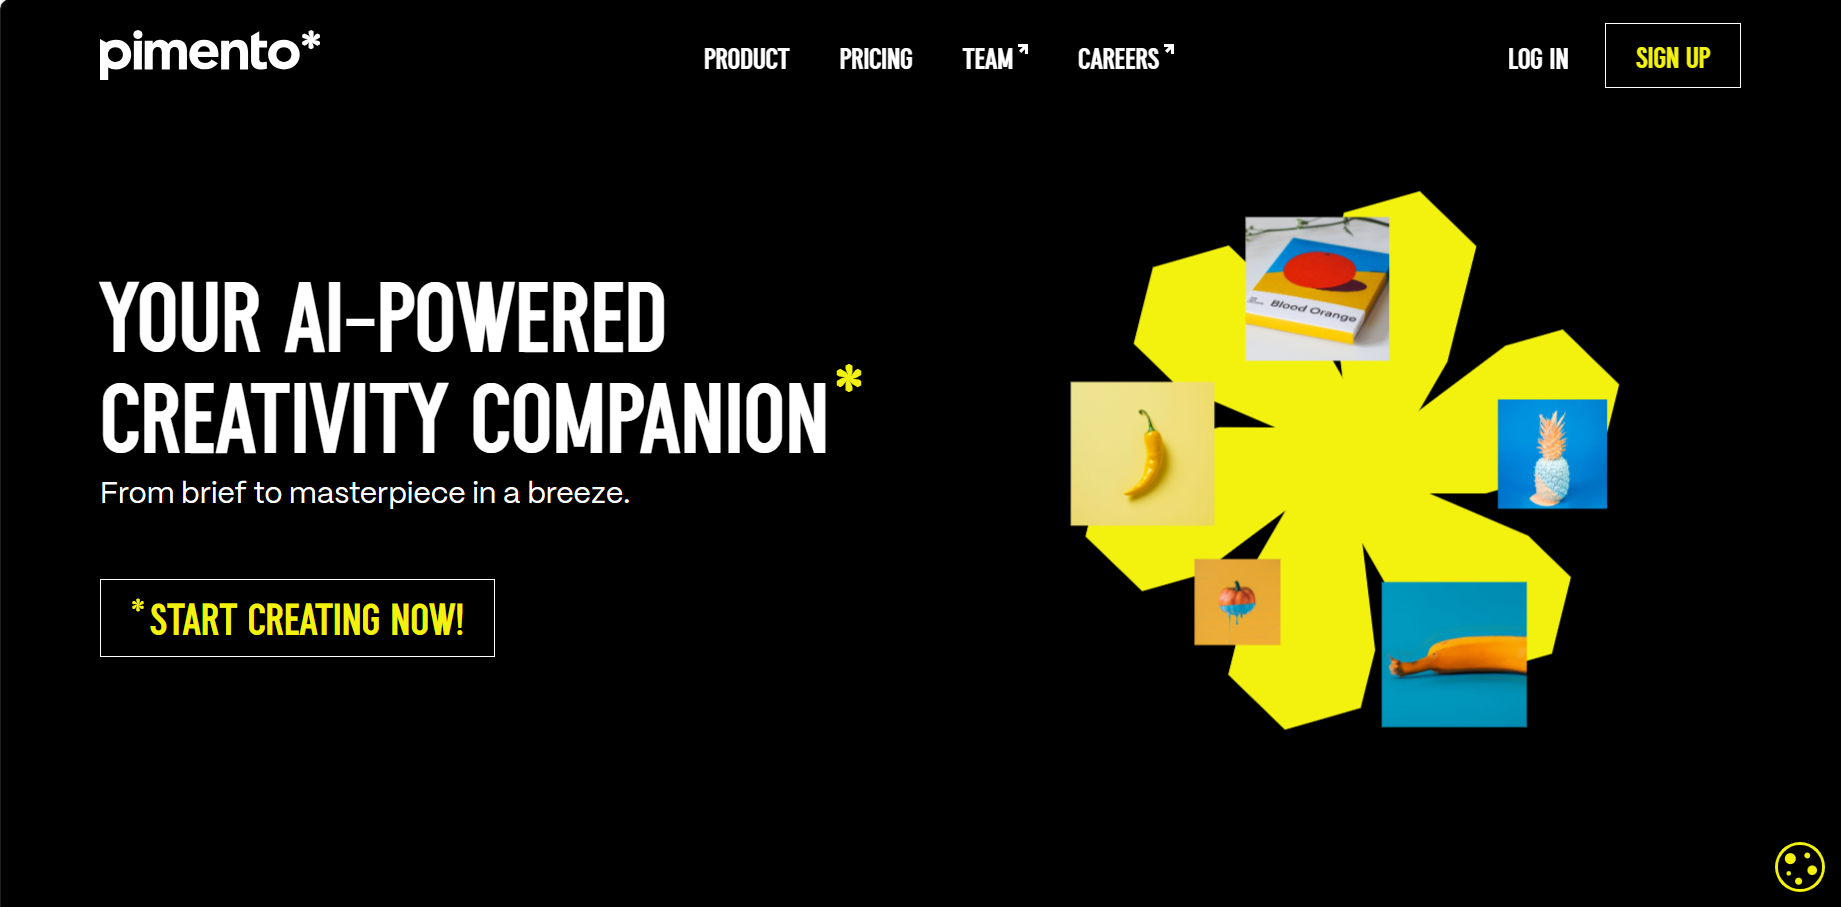 pimento*
PRODUCT
PRICING
TEAM
CAREERS
LOG IN
SIGN UP
YOUR AI-POWERED
CREATIVITY COMPANION*
From brief to masterpiece in a breeze.
*START CREATING NOW!
Blood Orange